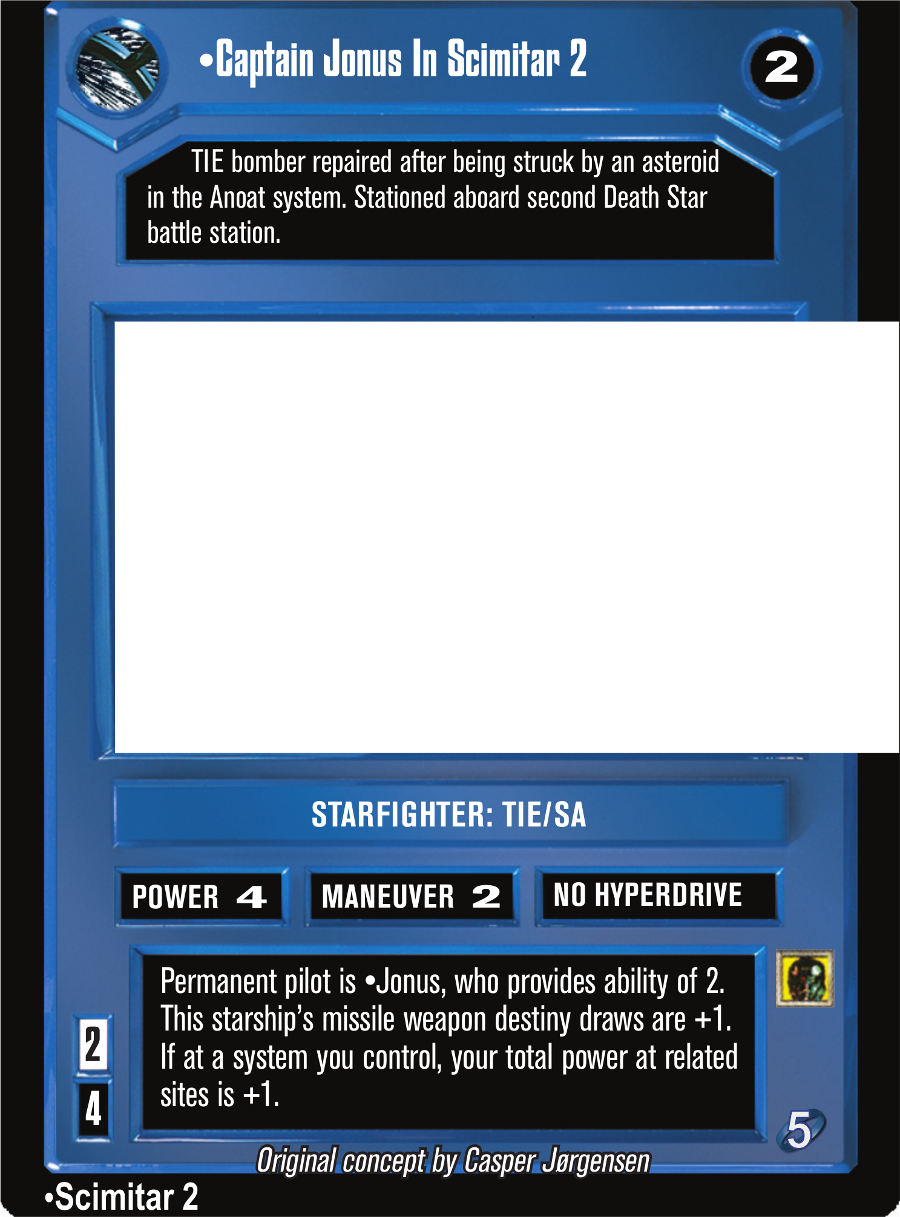 •Captain Jonus In Scimitar 2
2
TIE bomber repaired after being struck by an asteroid
in the Anoat system. Stationed aboard second Death Star
battle station.
STARFIGHTER: TIE/SA
POWER 4 MANEUVER 2 NO HYPERDRIVE
Permanent pilot is •Jonus, who provides ability of 2.
This starship's missile weapon destiny draws are +1.
If at a system you control, your total power at related
sites is +1.
2
4
5
Original concept by Casper Jørgensen
•Scimitar 2